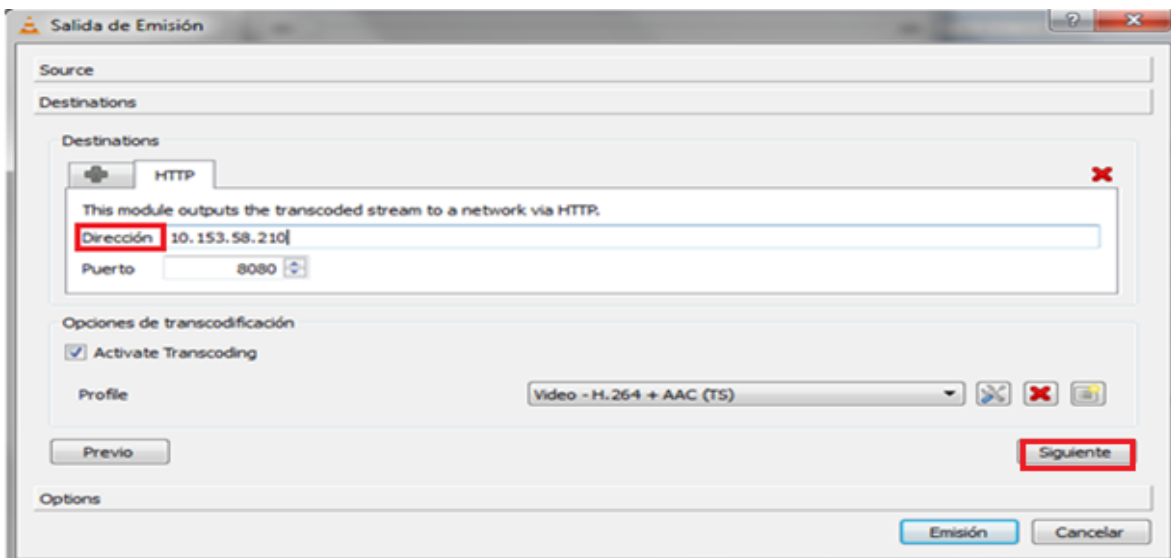 Salida de Emisión
Source
Destinations
Destinations
HTTP
This module outputs the transcoded stream to a network via HTTP.
Dirección 10.153.58.210
Puerto 8080
Opciones de transcodificación
Activate Transcoding
Profile Video - H.264 + AAC (TS)
Previo Siguiente
Options
Emisión Cancelar